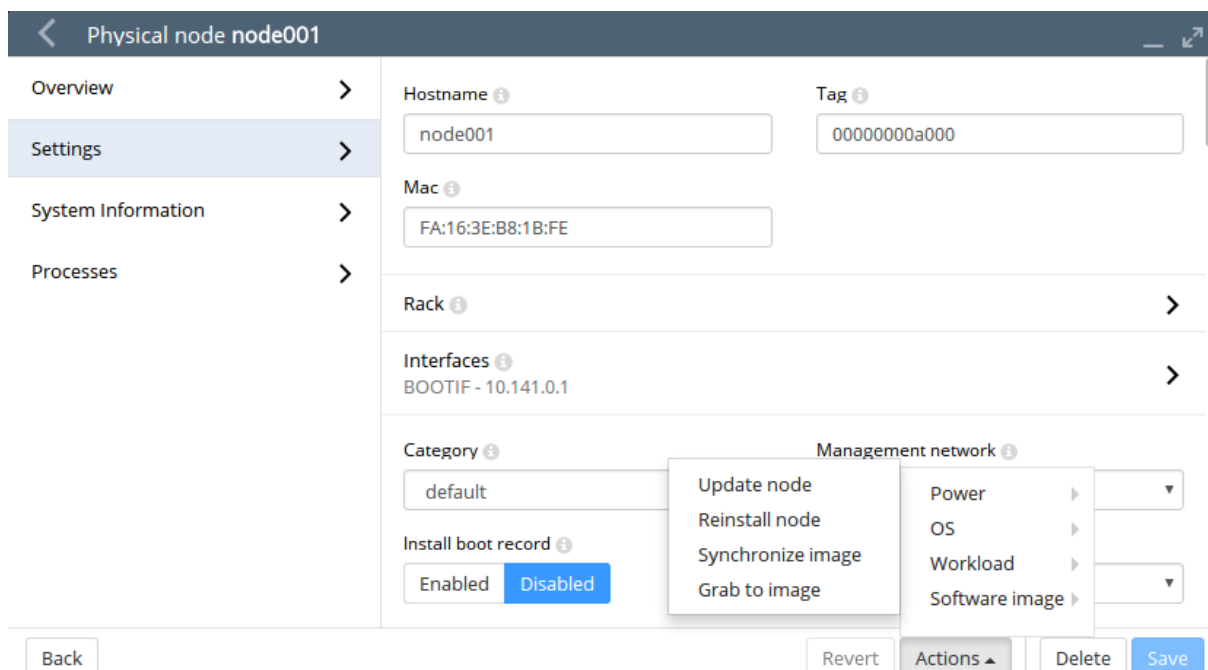 Physical node node001
Overview
Settings
System Information
Processes
Hostname
Tag
node001
00000000a000
Mac
FA:16:3E:B8:1B:FE
Rack
Interfaces
BOOTIF - 10.141.0.1
Category
Management network
default
Install boot record
Enabled
Disabled
Update node
Reinstall node
Synchronize image
Grab to image
Power
OS
Workload
Software image
Back
Revert
Actions
Delete
Save